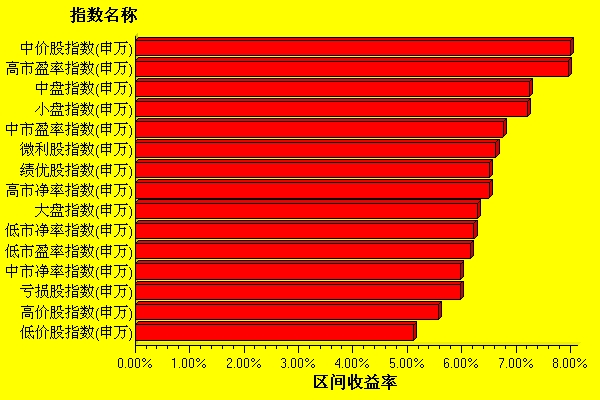 指数名称
中价股指数(申万)
高市盈率指数(申万)
中盘指数(申万)
小盘指数(申万)
中市盈率指数(申万)
微利股指数(申万)
绩优股指数(申万)
高市净率指数(申万)
大盘指数(申万)
低市净率指数(申万)
低市盈率指数(申万)
中市净率指数(申万)
亏损股指数(申万)
高价股指数(申万)
低价股指数(申万)
0.00% 1.00% 2.00% 3.00% 4.00% 5.00% 6.00% 7.00% 8.00%
区间收益率